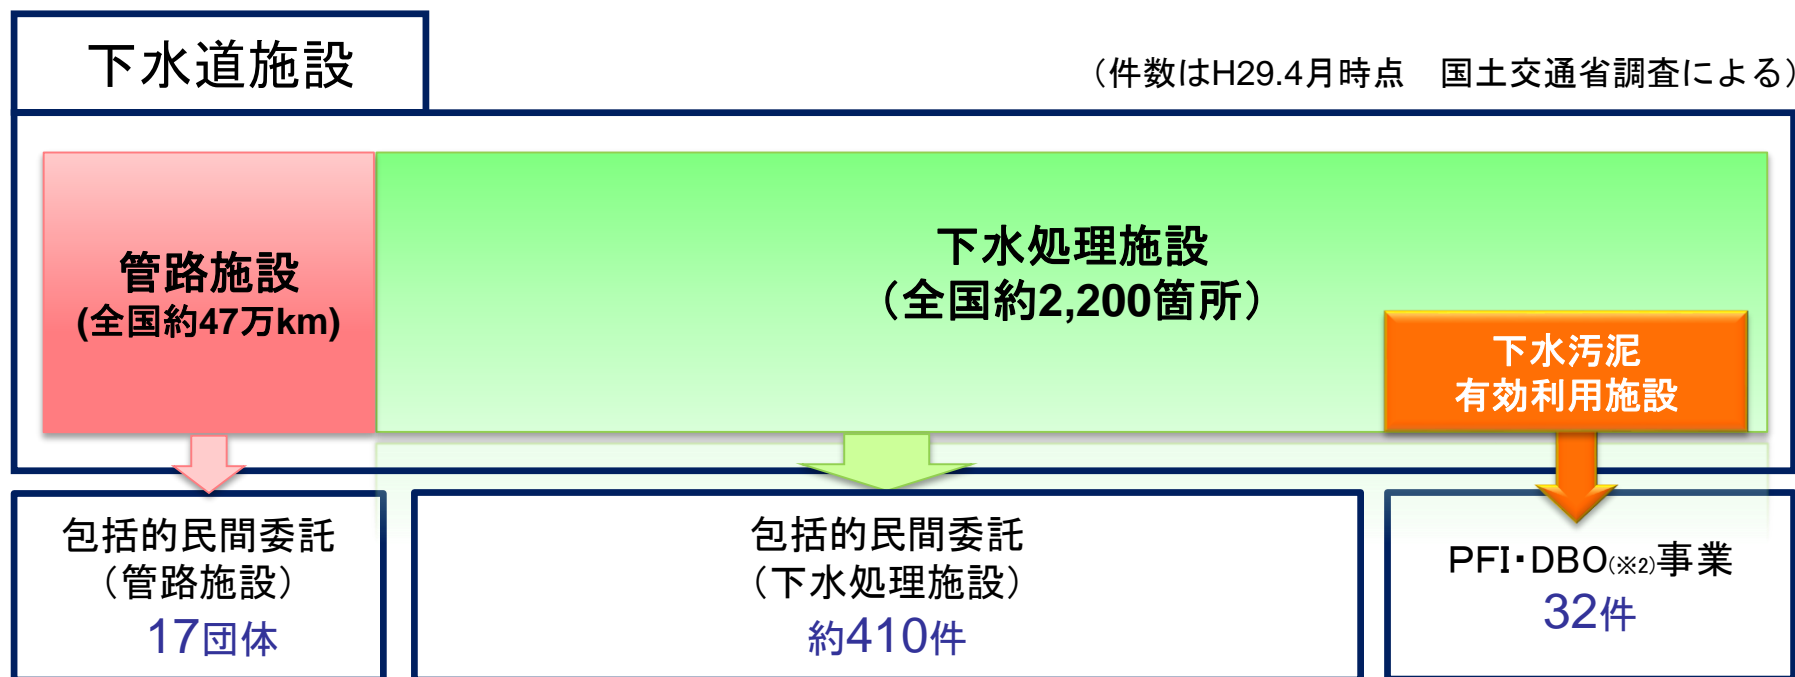 下水道施設
（件数はH29.4月時点　国土交通省調査による）
管路施設
(全国約47万km)
下水処理施設
（全国約2,200箇所）
下水汚泥
有効利用施設
包括的民間委託
（管路施設）
17団体
包括的民間委託
（下水処理施設）
約410件
PFI・DBO(※2)事業
32件